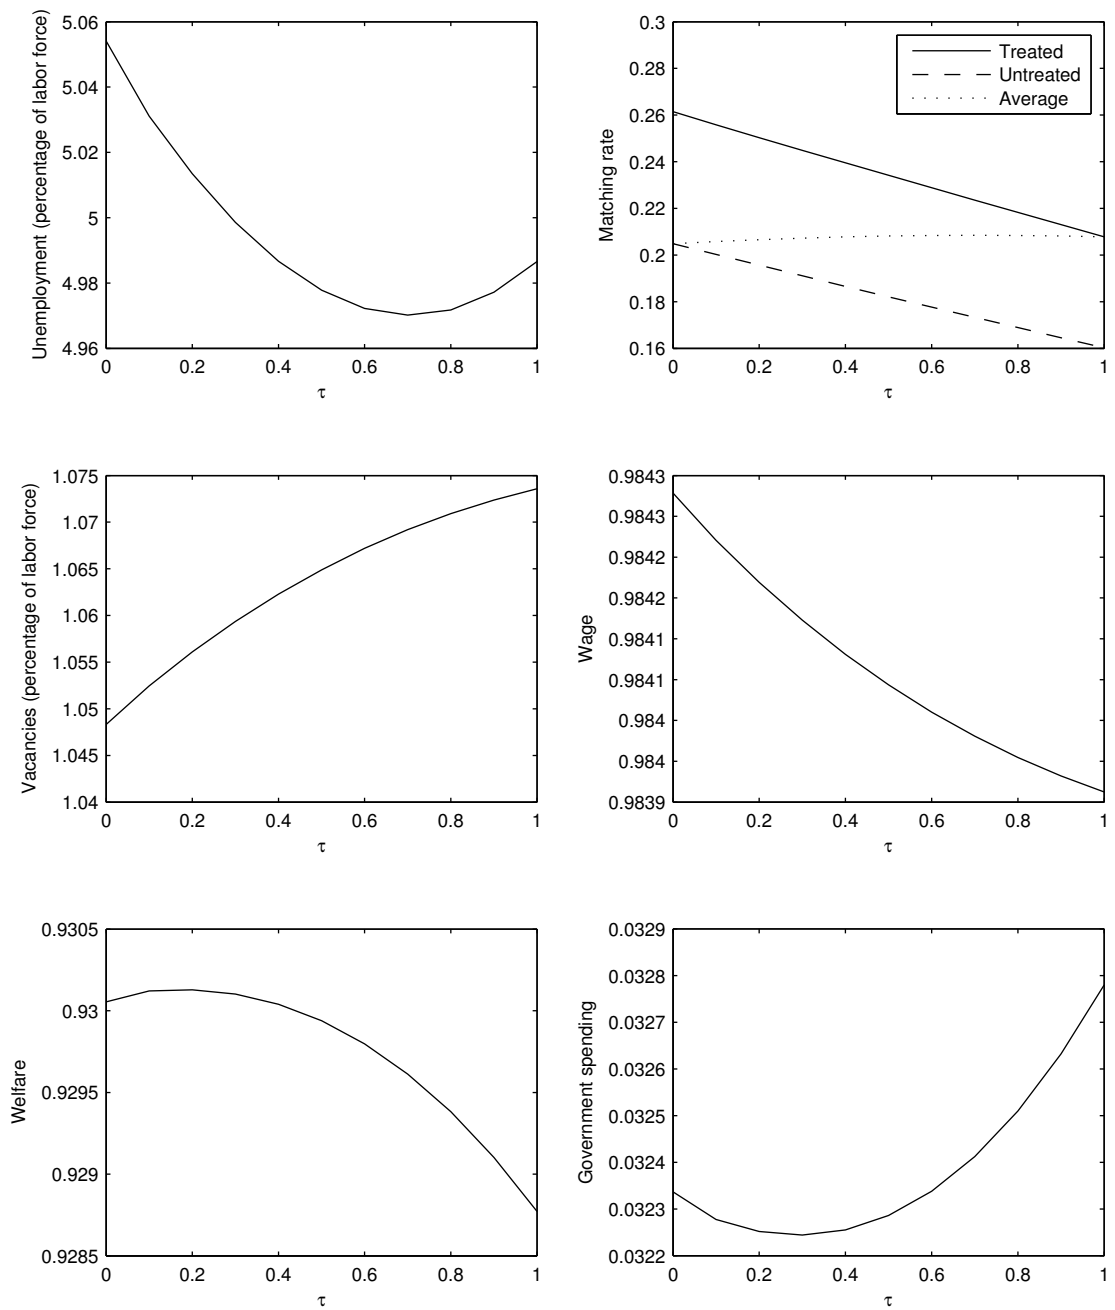 Unemployment (percentage of labor force)
5.06
5.04
5.02
5
4.98
4.96
0 0.2 0.4 0.6 0.8 1
τ
Matching rate
0.3
0.28
0.26
0.24
0.22
0.2
0.18
0.16
Treated
Untreated
Average
0 0.2 0.4 0.6 0.8 1
τ
Vacancies (percentage of labor force)
1.075
1.07
1.065
1.06
1.055
1.05
1.045
1.04
0 0.2 0.4 0.6 0.8 1
τ
Wage
0.9843
0.9843
0.9842
0.9842
0.9841
0.9841
0.984
0.984
0.9839
0 0.2 0.4 0.6 0.8 1
τ
Welfare
0.9305
0.93
0.9295
0.929
0.9285
0 0.2 0.4 0.6 0.8 1
τ
Government spending
0.0329
0.0328
0.0327
0.0326
0.0325
0.0324
0.0323
0.0322
0 0.2 0.4 0.6 0.8 1
τ